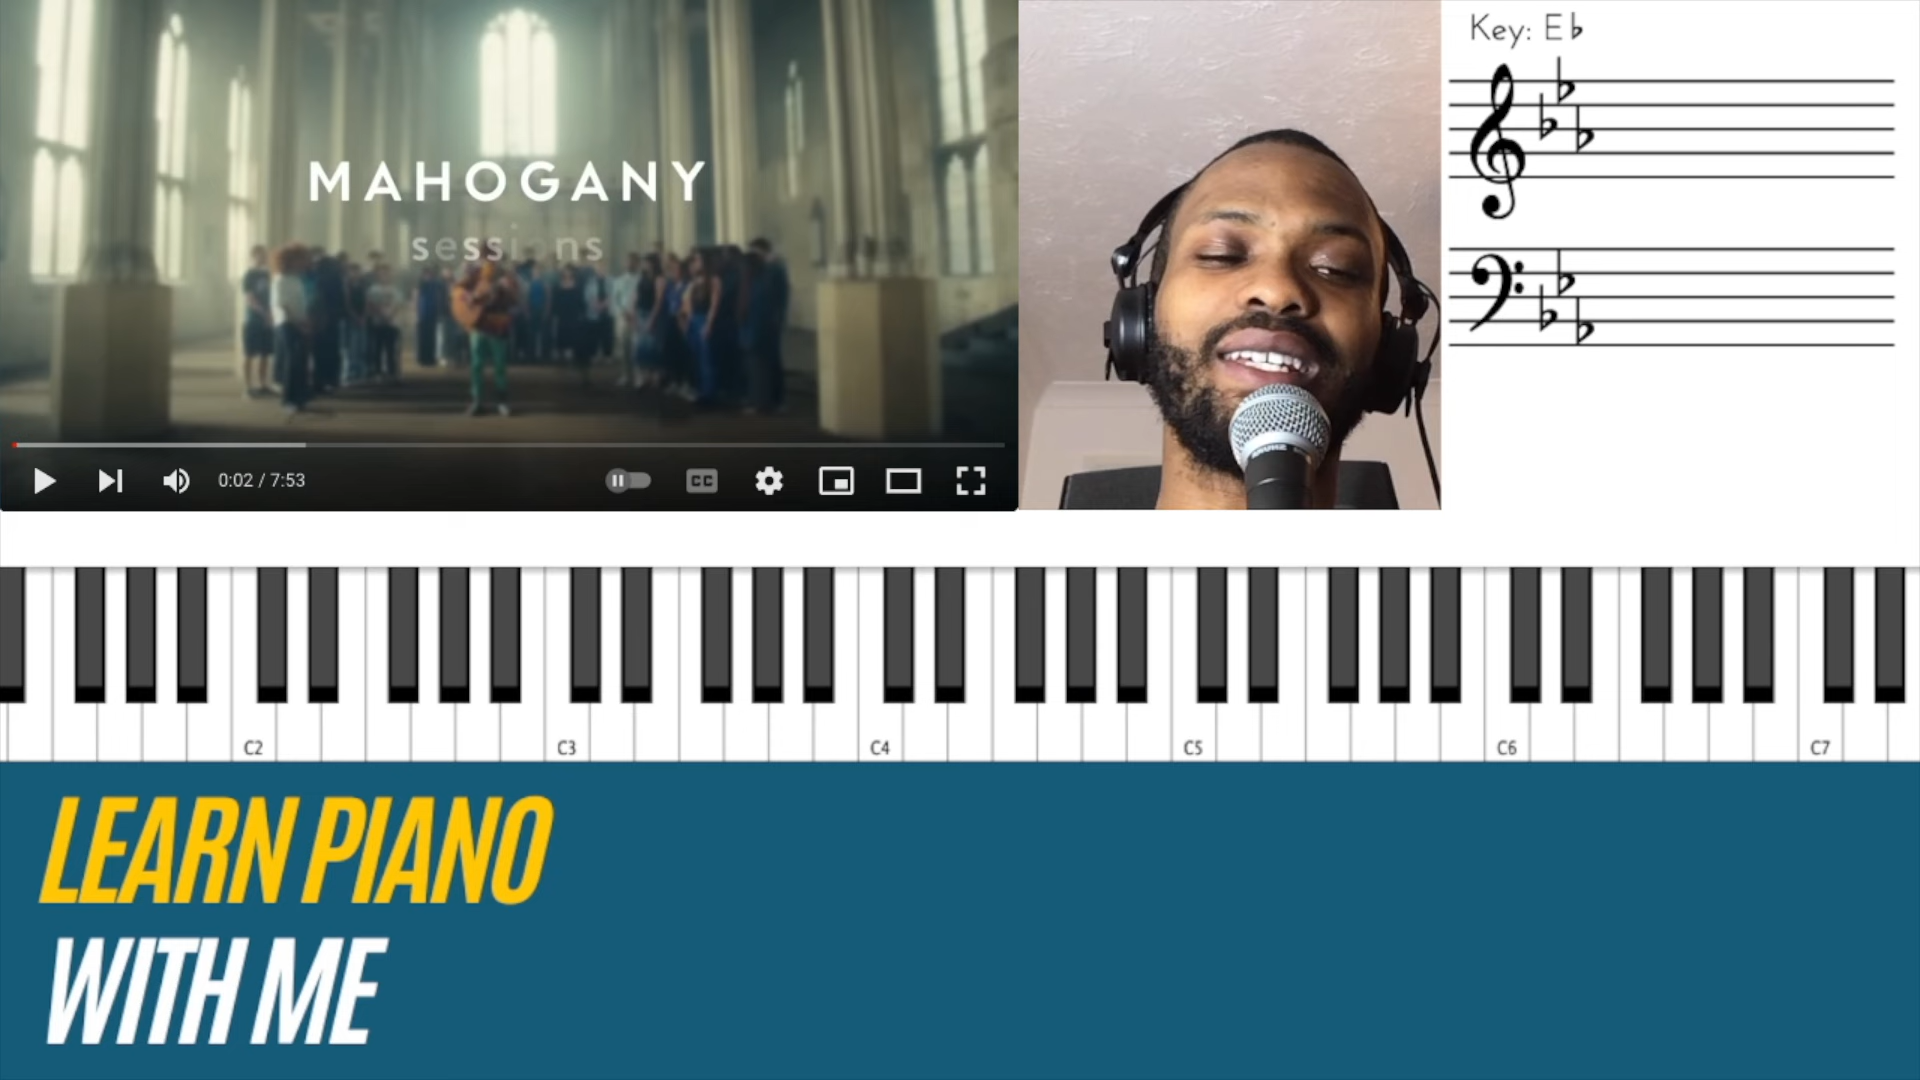 MAHOGANY
sessions
0:02 / 7:53
CC
Key: E♭
C2
C3
C4
C5
C6
C7
LEARN PIANO
WITH ME